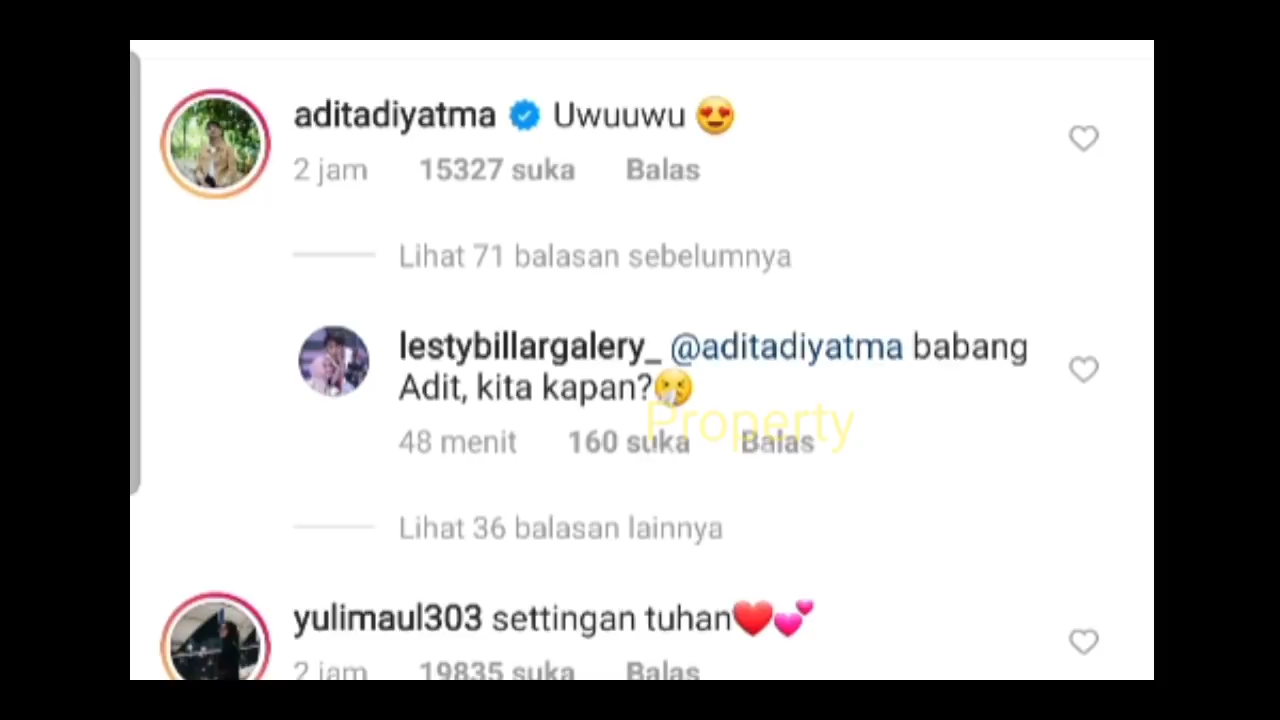 aditadiyatma Uwuuwu 😍
2 jam 15327 suka Balas
Lihat 71 balasan sebelumnya
lestybillargalery_ @aditadiyatma babang
Adit, kita kapan?🤧
Property
48 menit 160 suka Balas
Lihat 36 balasan lainnya
yulimaul303 settingan tuhan❤️💕
2 jam 19835 suka Balas